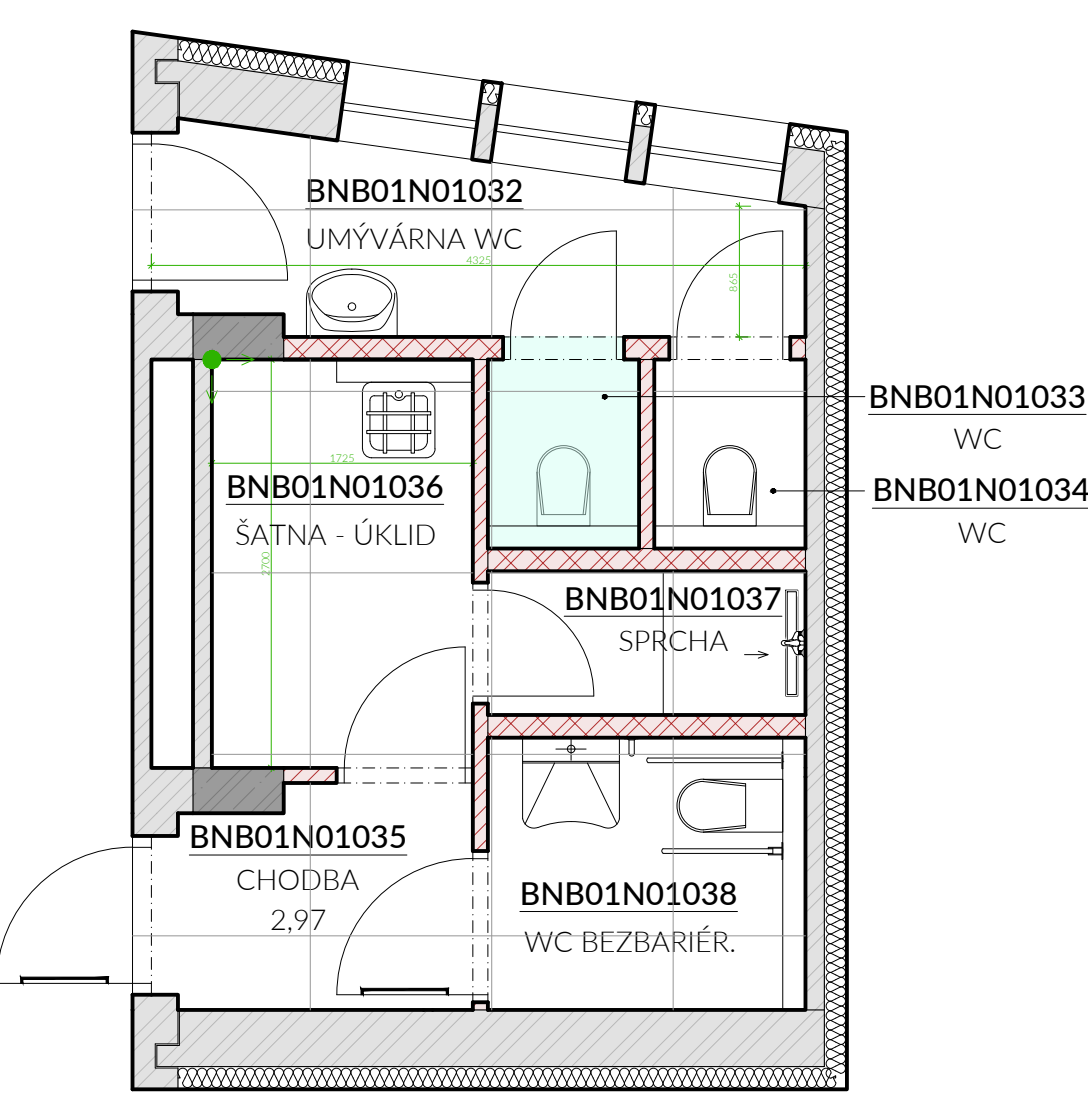 BNB01N01032
UMÝVÁRNA WC
4325
865
BNB01N01033
WC
1725
BNB01N01036
ŠATNA - ÚKLID
2700
BNB01N01034
WC
BNB01N01037
SPRCHA
BNB01N01035
CHODBA
2,97
BNB01N01038
WC BEZBARIÉR.